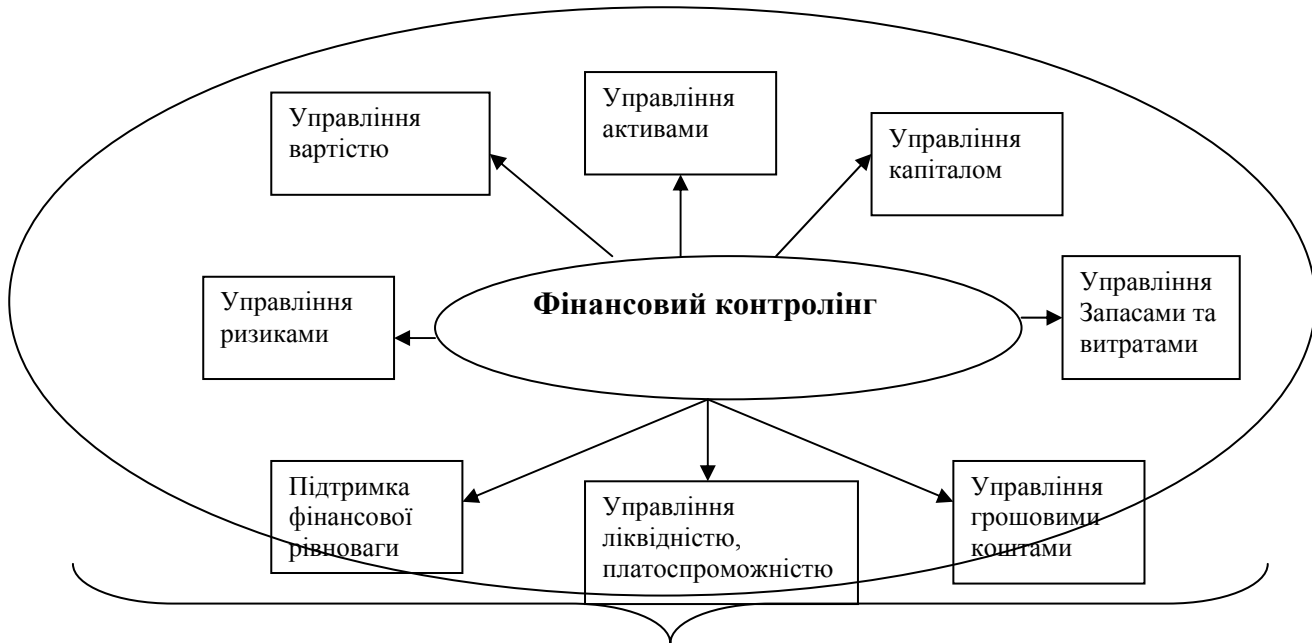 Управління
вартістю
Управління
активами
Управління
капіталом
Управління
ризиками
Фінансовий контролінг
Управління
Запасами та
витратами
Підтримка
фінансової
рівноваги
Управління
ліквідністю,
платоспроможністю
Управління
грошовими
коштами